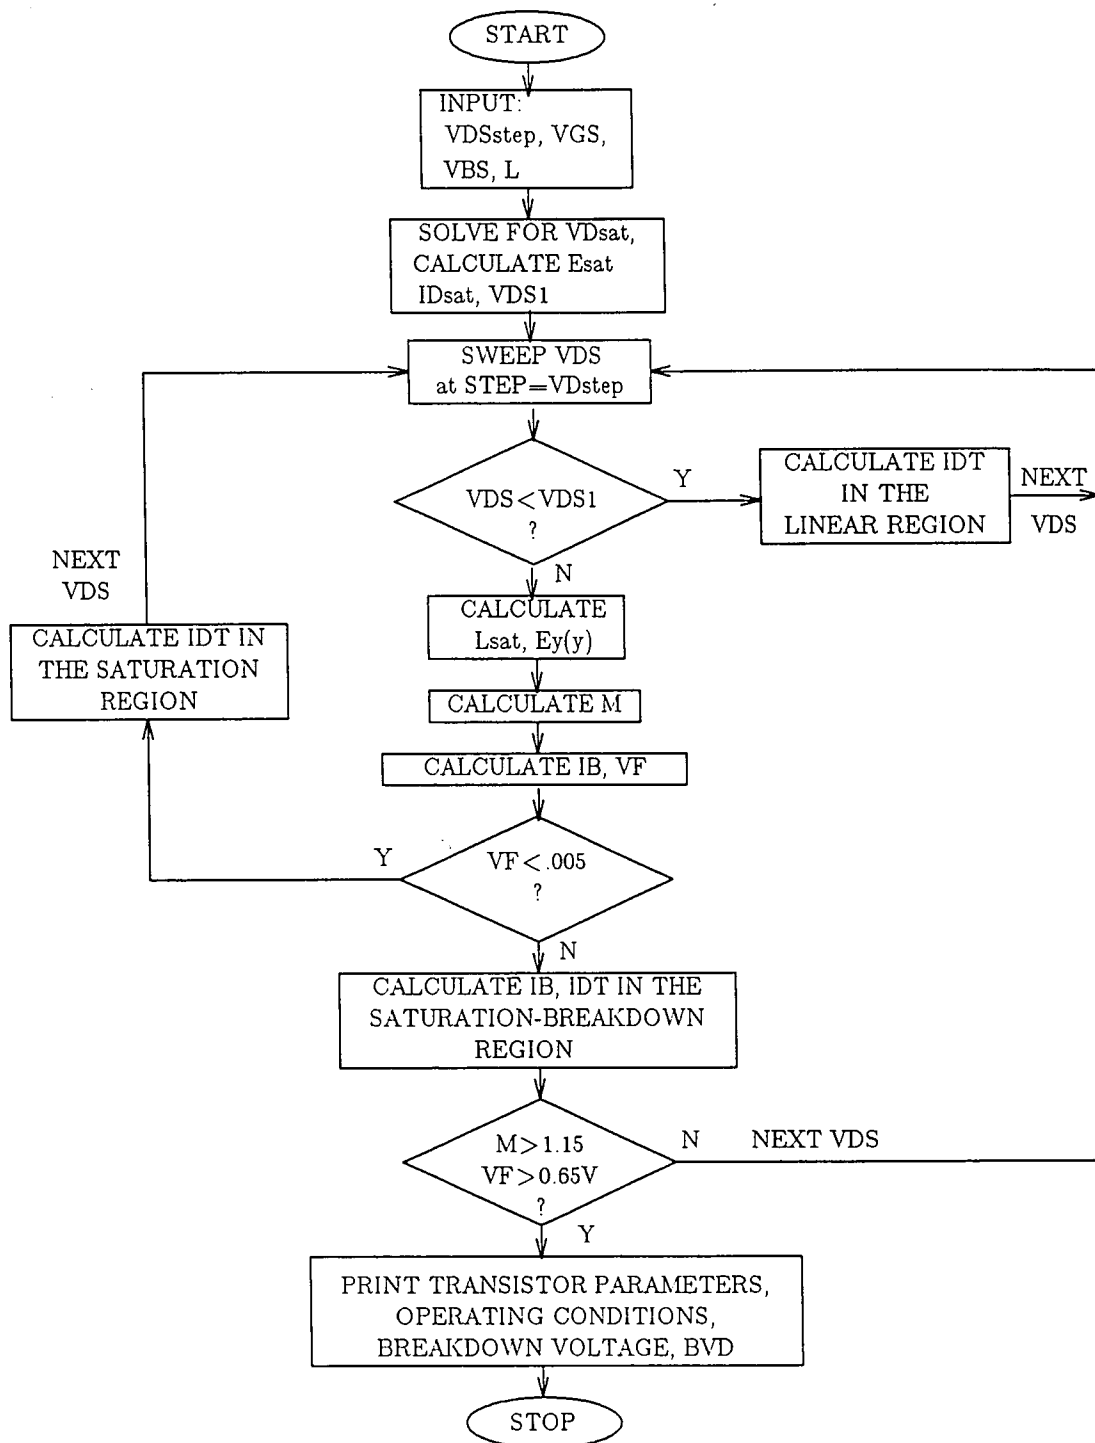 START
INPUT:
VDSstep, VGS,
VBS, L
SOLVE FOR VDsat,
CALCULATE Esat
IDsat, VDS1
SWEEP VDS
at STEP=VDstep
VDS<VDS1
?
Y
CALCULATE IDT
IN THE
LINEAR REGION
NEXT
VDS
N
CALCULATE
Lsat, Ey(y)
NEXT
VDS
CALCULATE IDT IN
THE SATURATION
REGION
CALCULATE M
CALCULATE IB, VF
Y
VF<.005
?
N
CALCULATE IB, IDT IN THE
SATURATION-BREAKDOWN
REGION
M>1.15
VF>0.65V
?
N
NEXT VDS
Y
PRINT TRANSISTOR PARAMETERS,
OPERATING CONDITIONS,
BREAKDOWN VOLTAGE, BVD
STOP